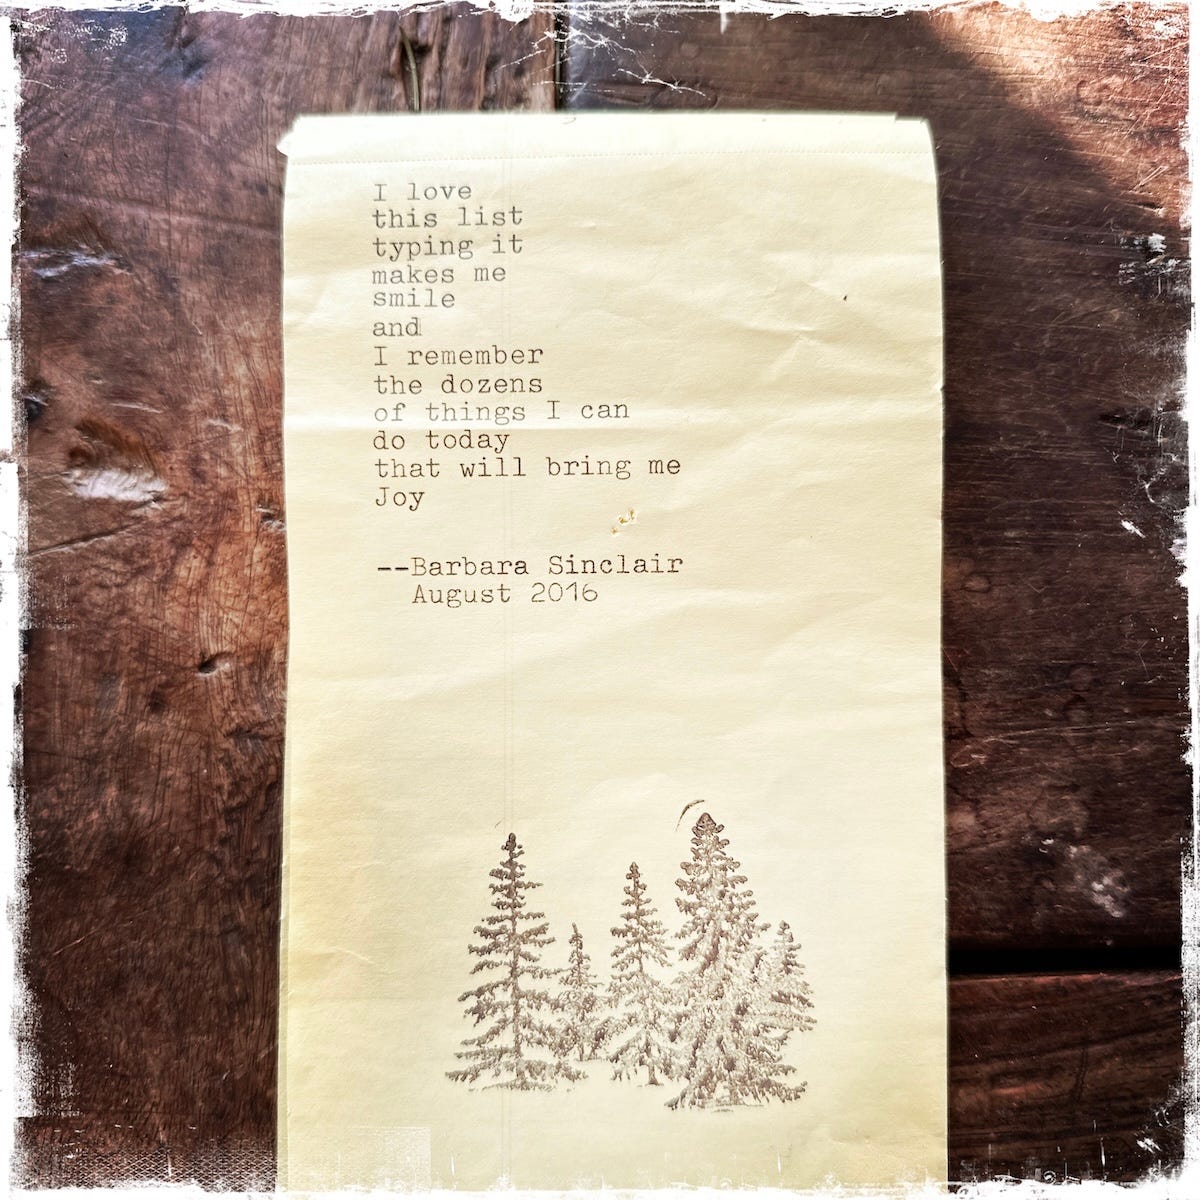 I love
this list
typing it
makes me
smile
and
I remember
the dozens
of things I can
do today
that will bring me
Joy
--Barbara Sinclair
August 2016